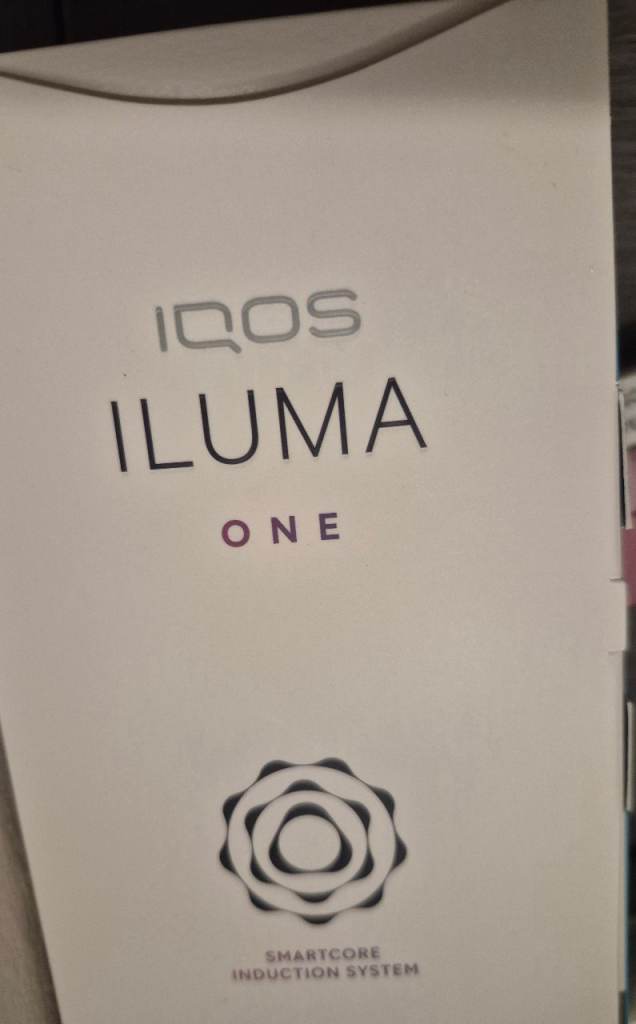 IQOS
ILUMA
ONE
SMARTCORE
INDUCTION SYSTEM